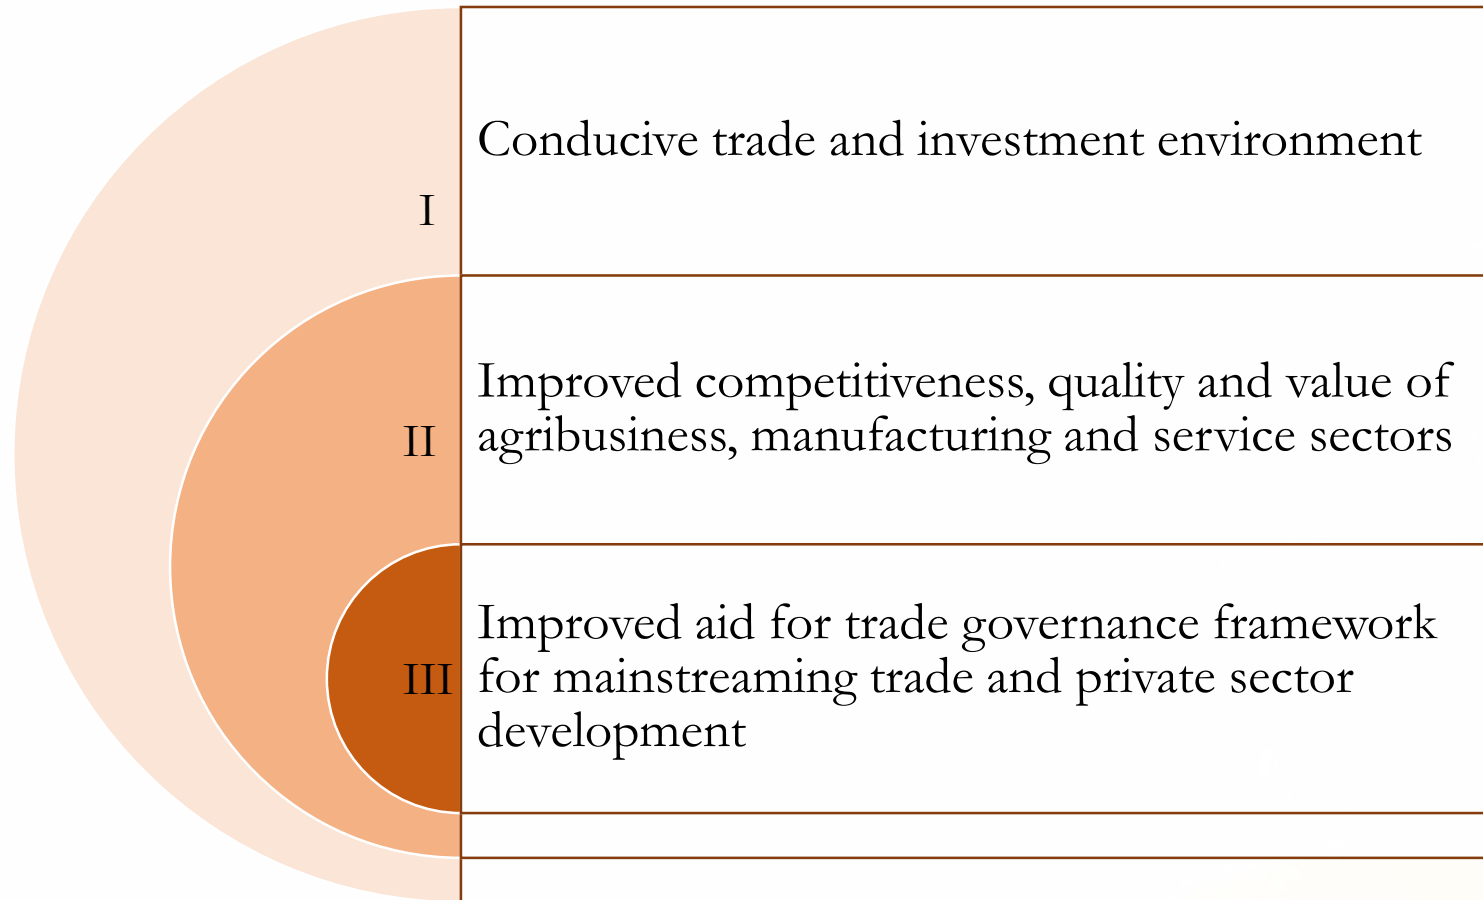 Conducive trade and investment environment
I
Improved competitiveness, quality and value of
II
agribusiness, manufacturing and service sectors
Improved aid for trade governance framework
III
for mainstreaming trade and private sector
development